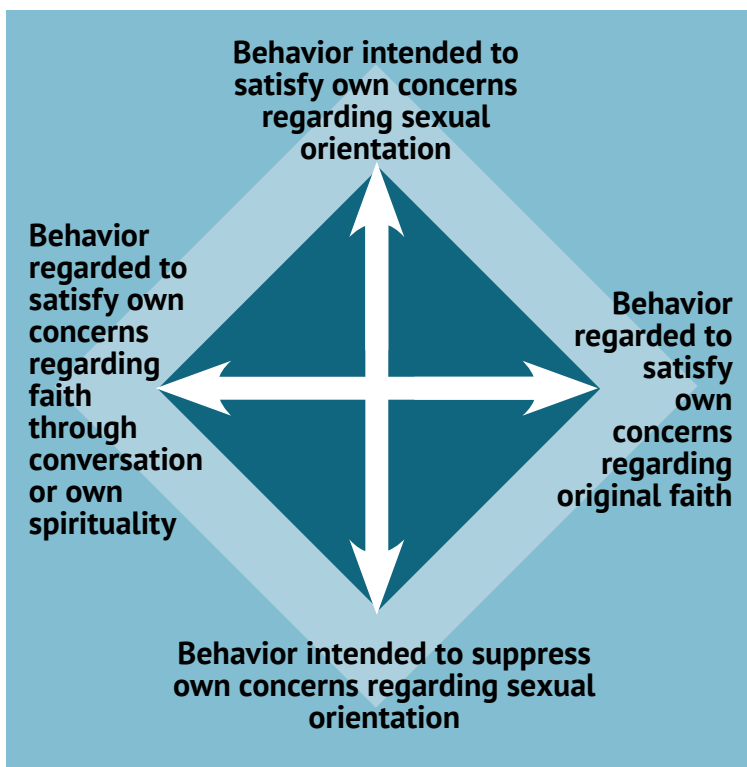 Behavior intended to
satisfy own concerns
regarding sexual
orientation
Behavior
regarded to
satisfy own
concerns
regarding
faith
through
conversation
or own
spirituality
Behavior
regarded to
satisfy
own
concerns
regarding
original faith
Behavior intended to suppress
own concerns regarding sexual
orientation